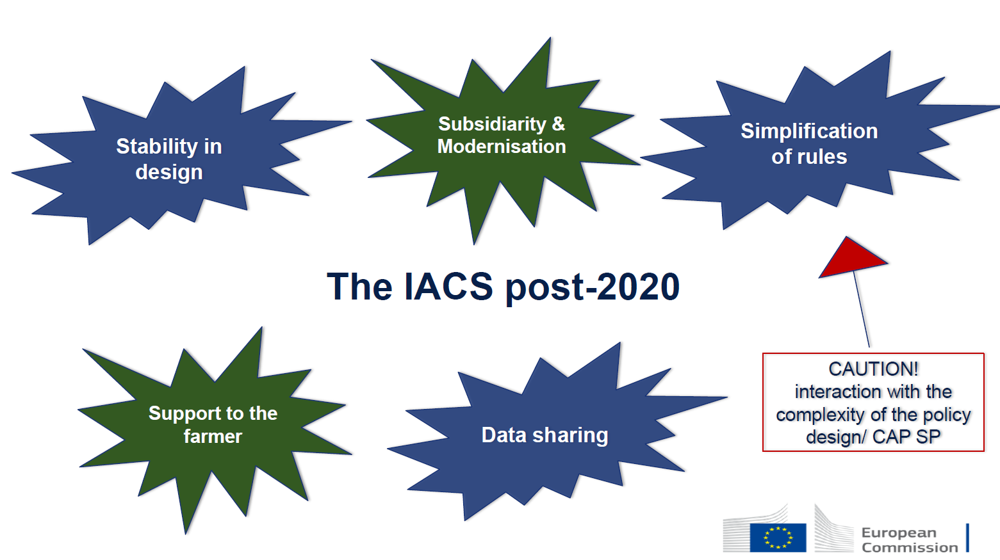 Stability in
design
Subsidiarity &
Modernisation
Simplification
of rules
The IACS post-2020
Support to the
farmer
Data sharing
CAUTION!
interaction with the
complexity of the policy
design/ CAP SP
European
Commission